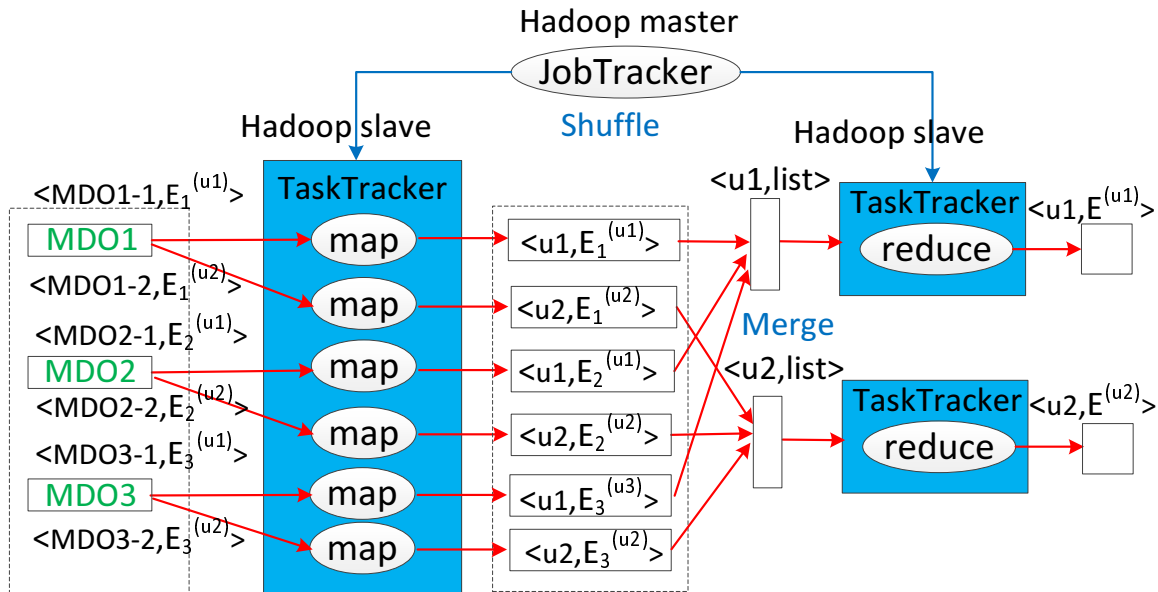 Hadoop master
JobTracker
Shuffle
Hadoop slave
Hadoop slave
<MDO1-1,E₁⁽ᵘ¹⁾>
MDO1
<MDO1-2,E₁⁽ᵘ²⁾>
<MDO2-1,E₂⁽ᵘ¹⁾>
MDO2
<MDO2-2,E₂⁽ᵘ²⁾>
<MDO3-1,E₃⁽ᵘ¹⁾>
MDO3
<MDO3-2,E₃⁽ᵘ²⁾>
TaskTracker
map
map
map
map
map
map
<u1,E₁⁽ᵘ¹⁾>
<u2,E₁⁽ᵘ²⁾>
<u1,E₂⁽ᵘ¹⁾>
<u2,E₂⁽ᵘ²⁾>
<u1,E₃⁽ᵘ³⁾>
<u2,E₃⁽ᵘ²⁾>
<u1,list>
Merge
<u2,list>
TaskTracker
reduce
<u1,E⁽ᵘ¹⁾>
TaskTracker
reduce
<u2,E⁽ᵘ²⁾>